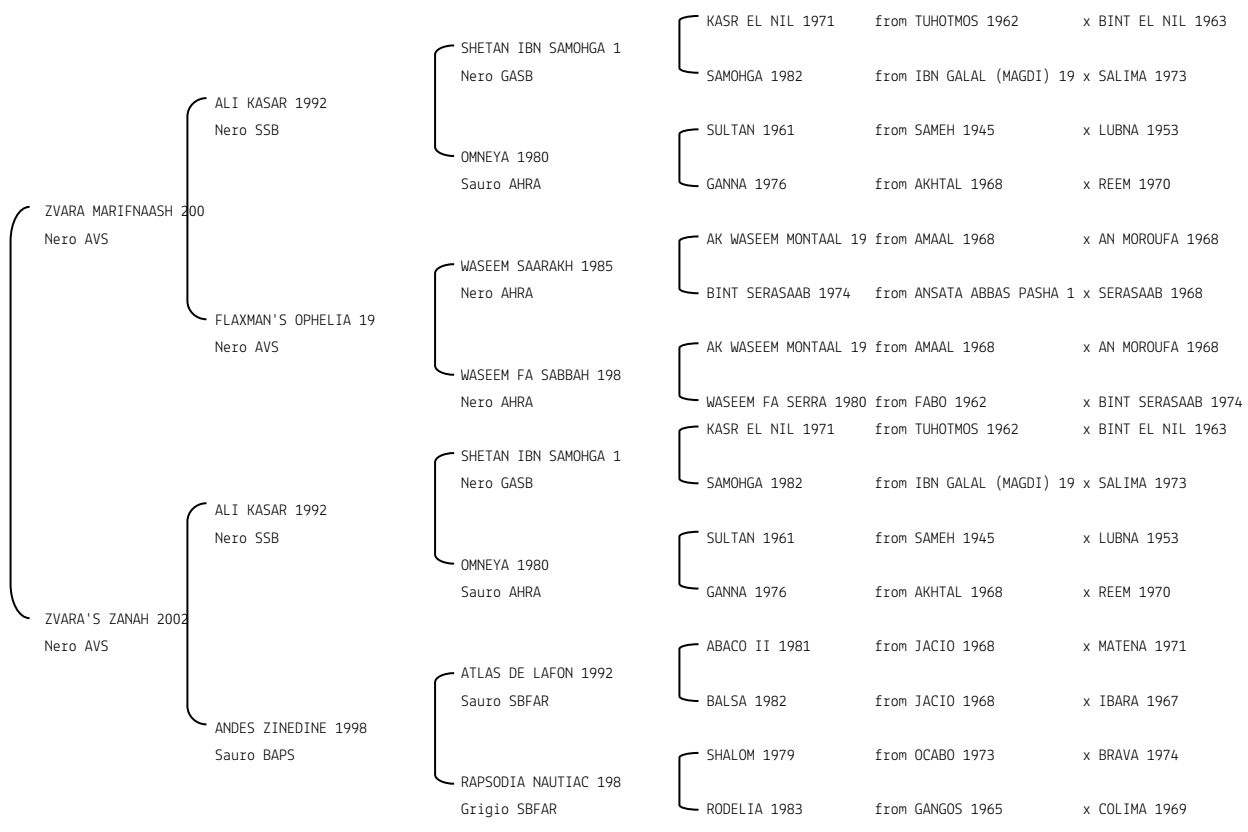 KASR EL NIL 1971 from TUHOTMOS 1962 x BINT EL NIL 1963
SHETAN IBN SAMOHGA 1
Nero GASB SAMOHGA 1982 from IBN GALAL (MAGDI) 19 x SALIMA 1973
ALI KASAR 1992
Nero SSB SULTAN 1961 from SAMEH 1945 x LUBNA 1953
OMNEYA 1980
Sauro AHRA GANNA 1976 from AKHTAL 1968 x REEM 1970
ZVARA MARIFNAASH 200
Nero AVS AK WASEEM MONTAAL 19 from AMAAL 1968 x AN MOROUFA 1968
WASEEM SAARAKH 1985
Nero AHRA BINT SERASAAB 1974 from ANSATA ABBAS PASHA 1 x SERASAAB 1968
FLAXMAN'S OPHELIA 19
Nero AVS AK WASEEM MONTAAL 19 from AMAAL 1968 x AN MOROUFA 1968
WASEEM FA SABBAH 198
Nero AHRA WASEEM FA SERRA 1980 from FABO 1962 x BINT SERASAAB 1974
KASR EL NIL 1971 from TUHOTMOS 1962 x BINT EL NIL 1963
SHETAN IBN SAMOHGA 1
Nero GASB SAMOHGA 1982 from IBN GALAL (MAGDI) 19 x SALIMA 1973
ALI KASAR 1992
Nero SSB SULTAN 1961 from SAMEH 1945 x LUBNA 1953
OMNEYA 1980
Sauro AHRA GANNA 1976 from AKHTAL 1968 x REEM 1970
ZVARA'S ZANAH 2002
Nero AVS ABACO II 1981 from JACIO 1968 x MATENA 1971
ATLAS DE LAFON 1992
Sauro SBFAR BALSA 1982 from JACIO 1968 x IBARA 1967
ANDES ZINEDINE 1998
Sauro BAPS SHALOM 1979 from OCABO 1973 x BRAVA 1974
RAPSODIA NAUTIAC 198
Grigio SBFAR RODELIA 1983 from GANGOS 1965 x COLIMA 1969